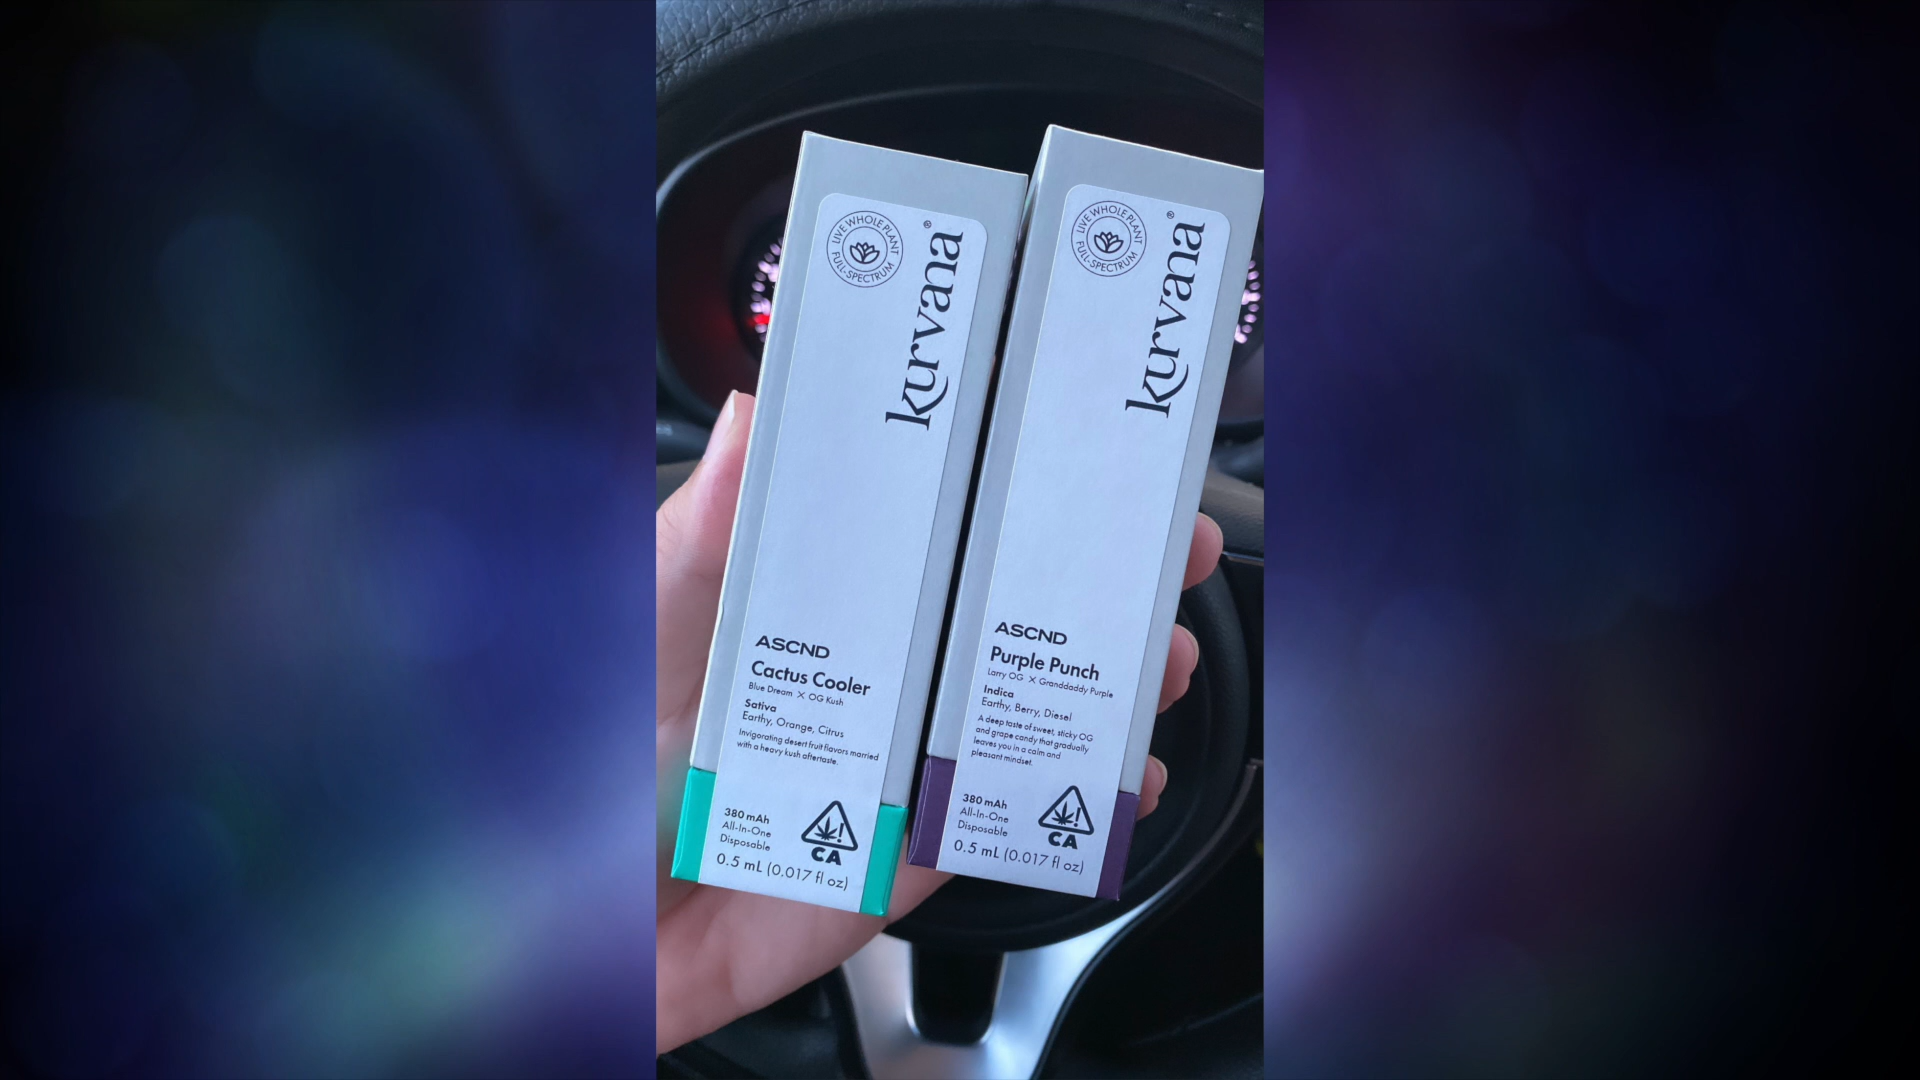 LIVE WHOLE PLANT
FULL-SPECTRUM
kurvana®
ASCND
Cactus Cooler
Blue Dream X OG Kush
Sativa
Earthy, Orange, Citrus
Invigorating desert fruit flavors married
with a heavy kush aftertaste.
380 mAh
All-In-One
Disposable
CA
0.5 mL (0.017 fl oz)
LIVE WHOLE PLANT
FULL-SPECTRUM
kurvana®
ASCND
Purple Punch
Larry OG X Granddaddy Purple
Indica
Earthy, Berry, Diesel
A deep taste of sweet, sticky OG
and grape candy that gradually
leaves you in a calm and
pleasant mindset.
380 mAh
All-In-One
Disposable
CA
0.5 mL (0.017 fl oz)